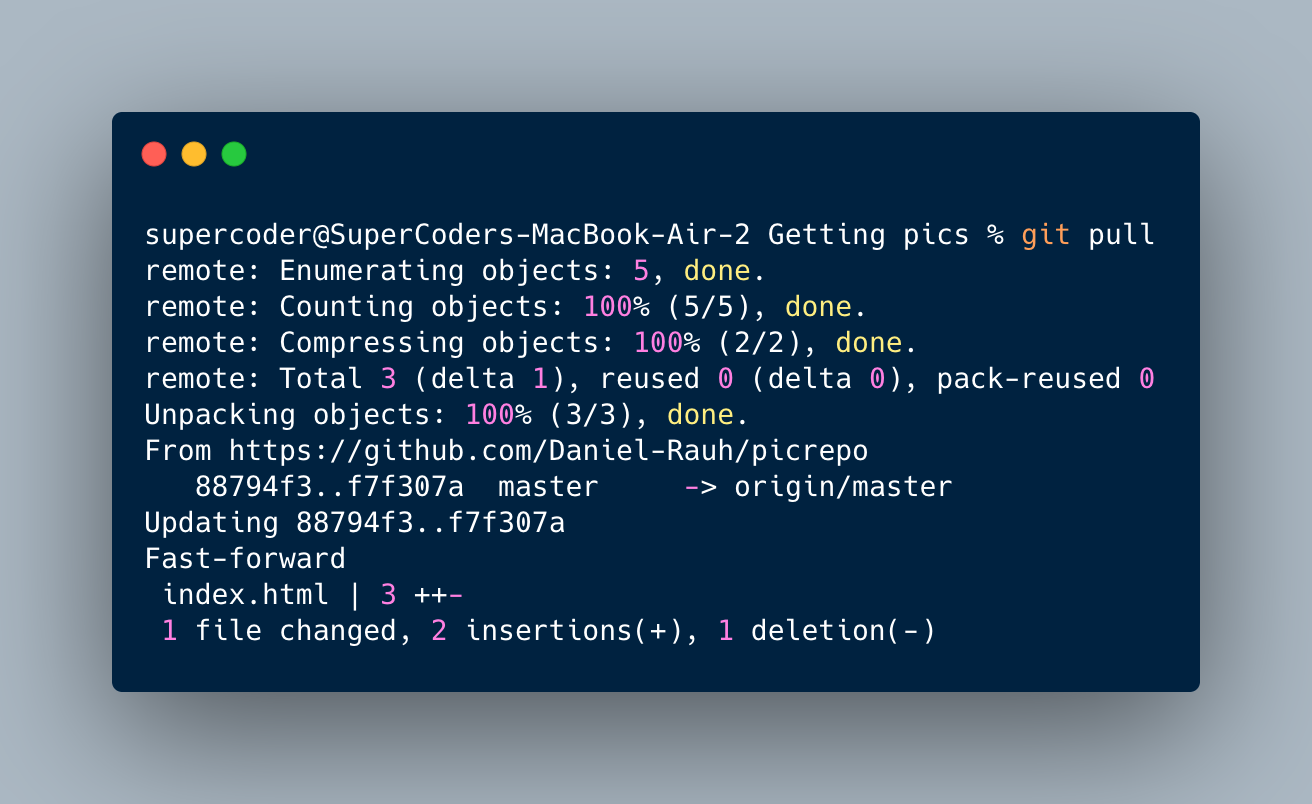 supercoder@SuperCoders-MacBook-Air-2 Getting pics % git pull
remote: Enumerating objects: 5, done.
remote: Counting objects: 100% (5/5), done.
remote: Compressing objects: 100% (2/2), done.
remote: Total 3 (delta 1), reused 0 (delta 0), pack-reused 0
Unpacking objects: 100% (3/3), done.
From https://github.com/Daniel-Rauh/picrepo
   88794f3..f7f307a  master     -> origin/master
Updating 88794f3..f7f307a
Fast-forward
 index.html | 3 ++-
 1 file changed, 2 insertions(+), 1 deletion(-)